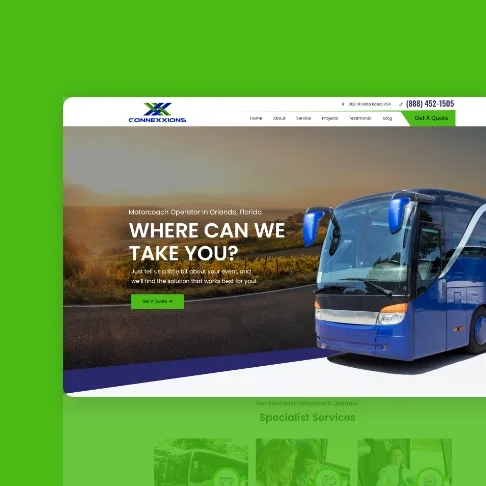 CONNEXXIONS
(888) 452-1505
Home About Service Projects Testimonial Blog Get A Quote
Motorcoach Operator In Orlando, Florida
WHERE CAN WE
TAKE YOU?
Just tell us a little bit about your event, and
we'll find the solution that works best for you!
Get A Quote
Our Specialist Motorcoach Operator
Specialist Services